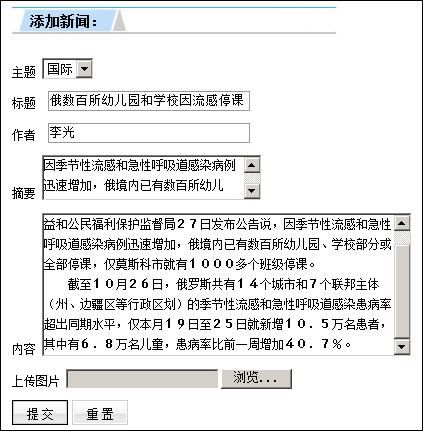 添加新闻：
主题 国际
标题 俄数百所幼儿园和学校因流感停课
作者 李光
因季节性流感和急性呼吸道感染病例
迅速增加，俄境内已有数百所幼儿
摘要
益和公民福利保护监督局２７日发布公告说，因季节性流感和急性
呼吸道感染病例迅速增加，俄境内已有数百所幼儿园、学校部分或
全部停课，仅莫斯科市就有１０００多个班级停课。
截至１０月２６日，俄罗斯共有１４个城市和７个联邦主体
（州、边疆区等行政区划）的季节性流感和急性呼吸道感染患病率
超出同期水平，仅本月１９日至２５日就新增１０．５万名患者，
其中有６．８万名儿童，患病率比前一周增加４０．７％。
内容
上传图片 浏览...
提交 重置